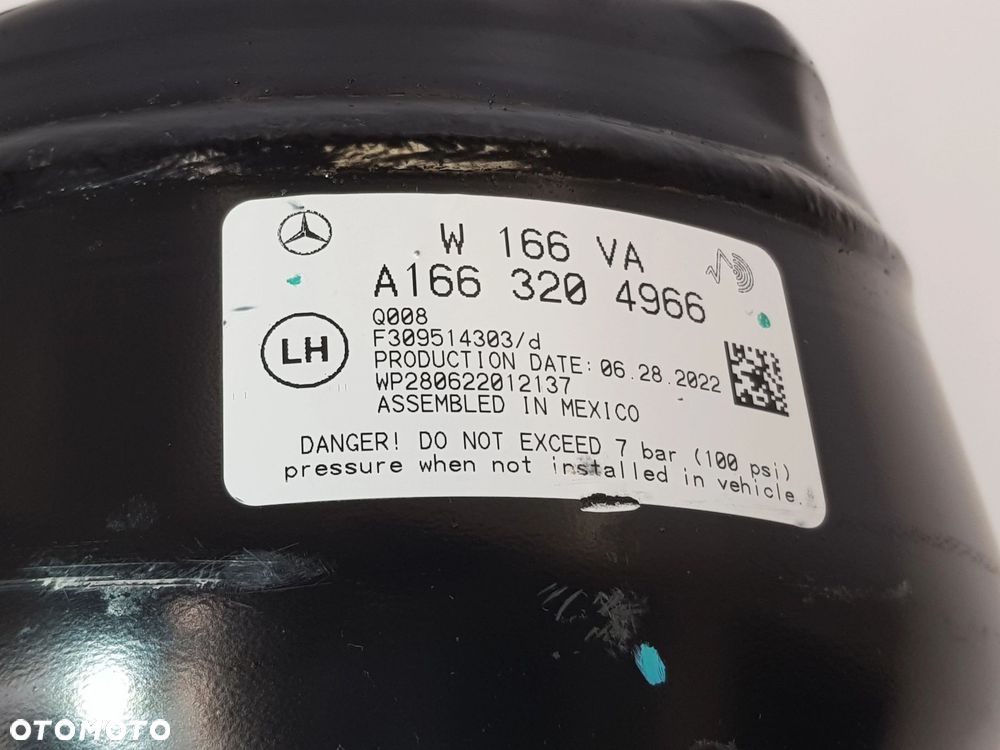 W 166 VA
A166 320 4966
Q008
F309514303/d
LH
PRODUCTION DATE: 06.28.2022
WP280622012137
ASSEMBLED IN MEXICO
DANGER! DO NOT EXCEED 7 bar (100 psi)
pressure when not installed in vehicle.
OTOMOTO